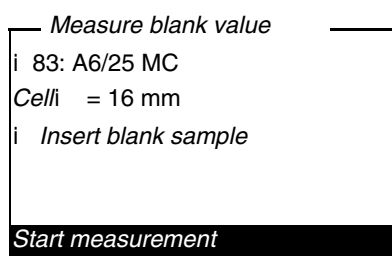 Measure blank value
i 83: A6/25 MC
Celli = 16 mm
i Insert blank sample
Start measurement